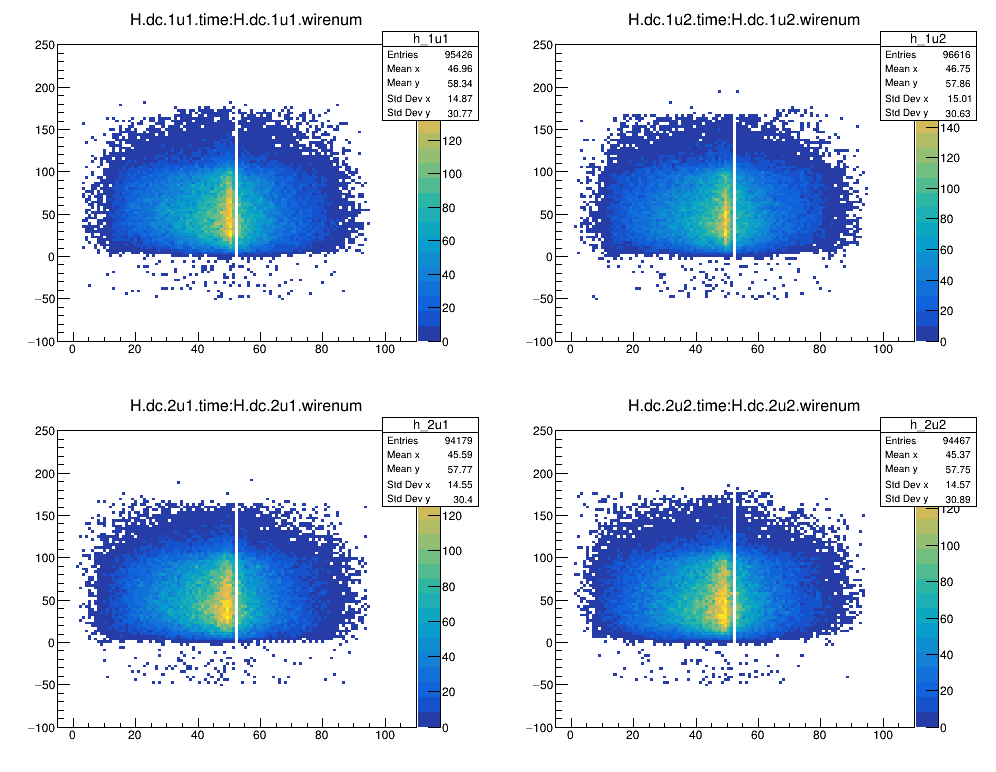 H.dc.1u1.time:H.dc.1u1.wirenum
h_1u1
Entries 95426
Mean x 46.96
Mean y 58.34
Std Dev x 14.87
Std Dev y 30.77
250
200
150
100
50
0
−50
−100
0 20 40 60 80 100
120
100
80
60
40
20
0
H.dc.1u2.time:H.dc.1u2.wirenum
h_1u2
Entries 96616
Mean x 46.75
Mean y 57.86
Std Dev x 15.01
Std Dev y 30.63
250
200
150
100
50
0
−50
−100
0 20 40 60 80 100
140
120
100
80
60
40
20
0
H.dc.2u1.time:H.dc.2u1.wirenum
h_2u1
Entries 94179
Mean x 45.59
Mean y 57.77
Std Dev x 14.55
Std Dev y 30.4
250
200
150
100
50
0
−50
−100
0 20 40 60 80 100
120
100
80
60
40
20
0
H.dc.2u2.time:H.dc.2u2.wirenum
h_2u2
Entries 94467
Mean x 45.37
Mean y 57.75
Std Dev x 14.57
Std Dev y 30.89
250
200
150
100
50
0
−50
−100
0 20 40 60 80 100
120
100
80
60
40
20
0